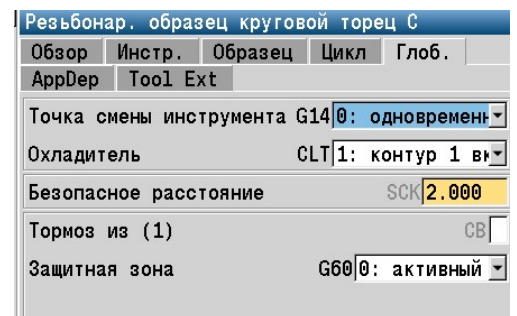 Резьбонар. образец круговой торец C
Обзор Инстр. Образец Цикл Глоб.
AppDep Tool Ext
Точка смены инструмента G14 0: одновремен
Охладитель CLT 1: контур 1 вк
Безопасное расстояние SCK 2.000
Тормоз из (1) CB
Защитная зона G60 0: активный